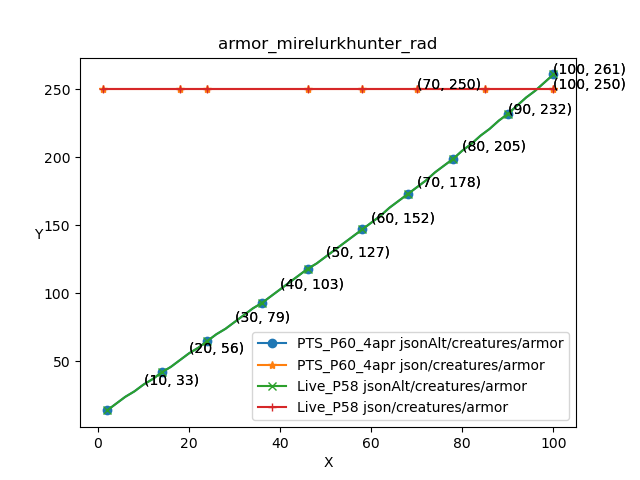 armor_mirelurkhunter_rad
(100, 261)
(70, 250)
(100, 250)
(90, 232)
(80, 205)
(70, 178)
(60, 152)
(50, 127)
(40, 103)
(30, 79)
(20, 56)
(10, 33)
Y
250
200
150
100
50
PTS_P60_4apr jsonAlt/creatures/armor
PTS_P60_4apr json/creatures/armor
Live_P58 jsonAlt/creatures/armor
Live_P58 json/creatures/armor
0 20 40 60 80 100
X